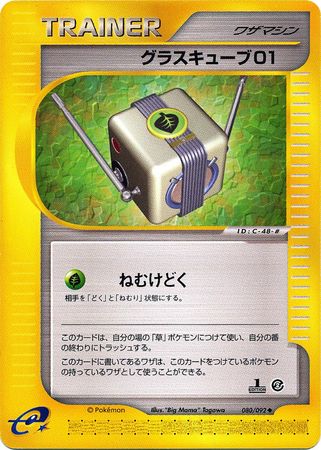 TRAINER
ワザマシン
グラスキューブ01
ID:C-48-#
ねむけどく
相手を「どく」と「ねむり」状態にする。
このカードは、自分の場の「草」ポケモンにつけて使い、自分の番
の終わりにトラッシュする。
このカードに書いてあるワザは、このカードをつけているポケモン
の持っているワザとして使うことができる。
1
EDITION
e
© Pokémon
Illus."Big Mama" Tagawa
080/092◆